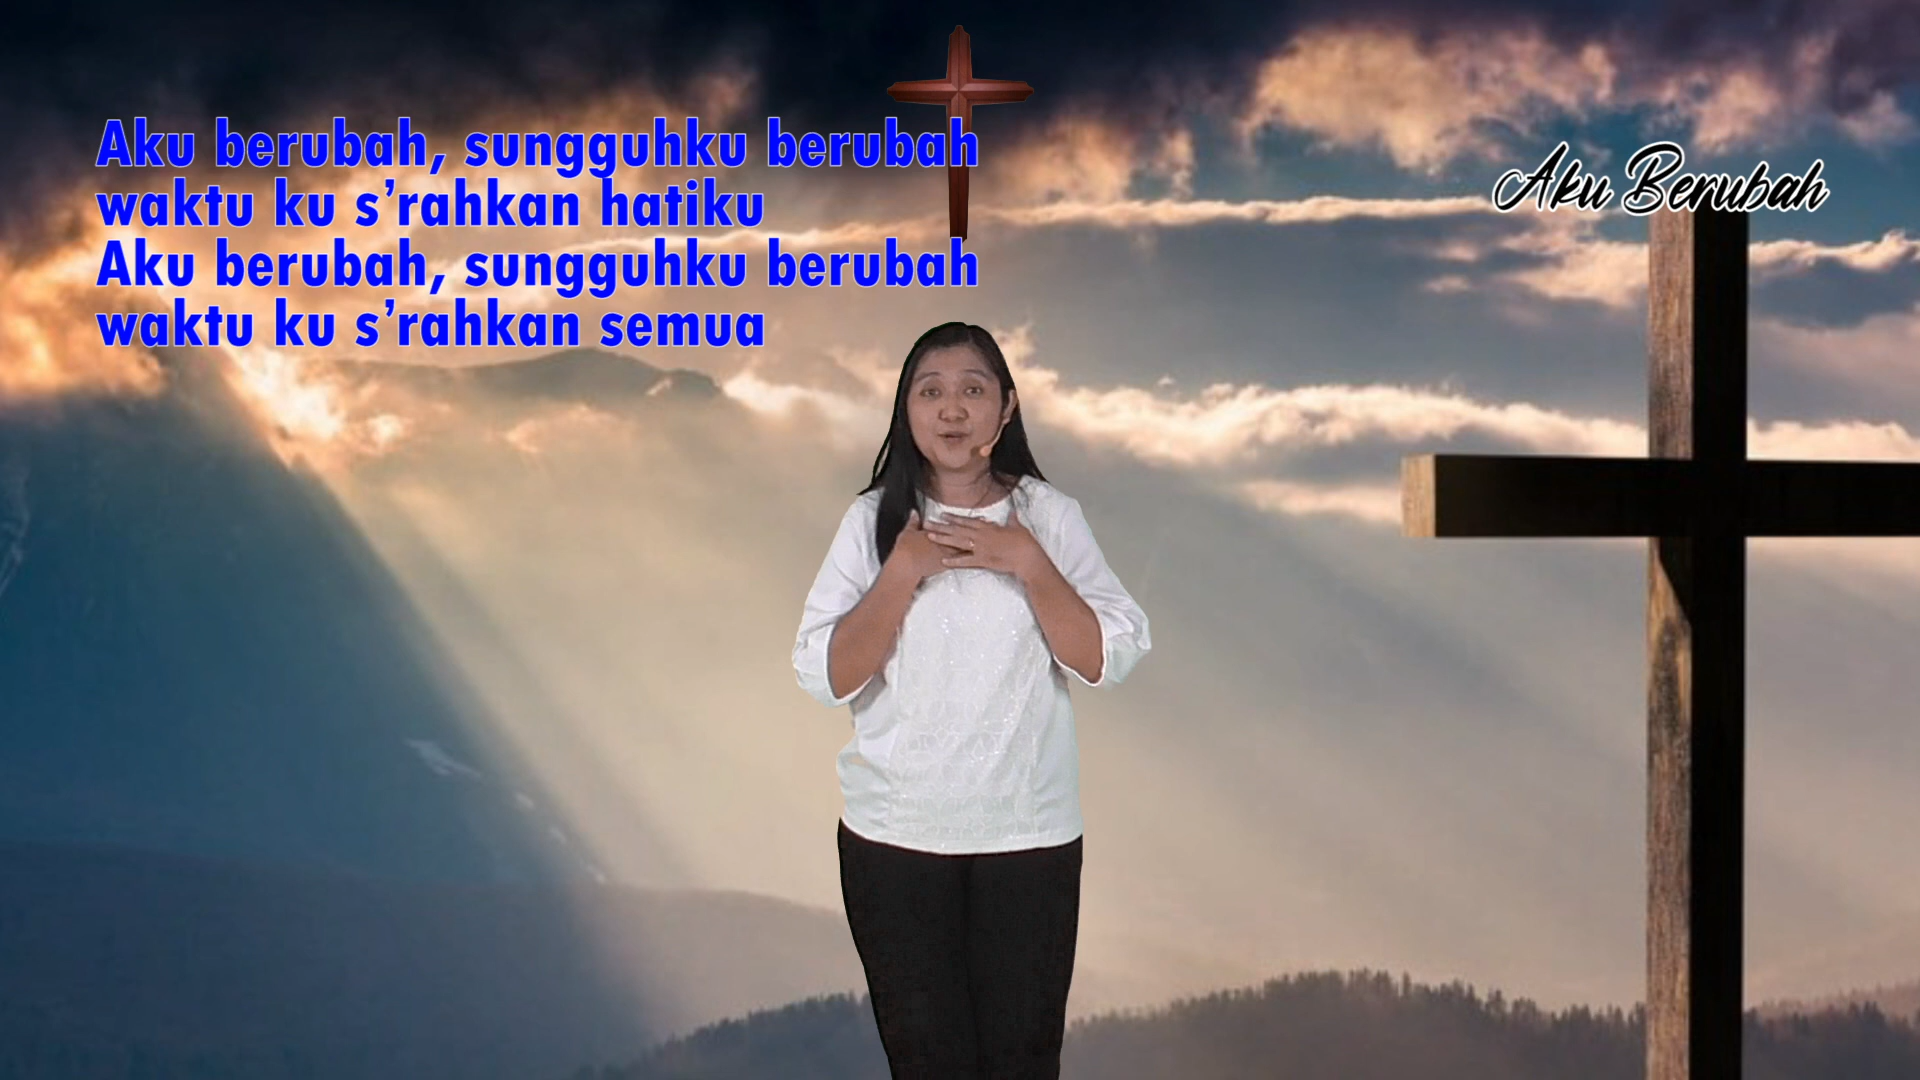 Aku berubah, sungguhku berubah
waktu ku s’rahkan hatiku
Aku berubah, sungguhku berubah
waktu ku s’rahkan semua
Aku Berubah